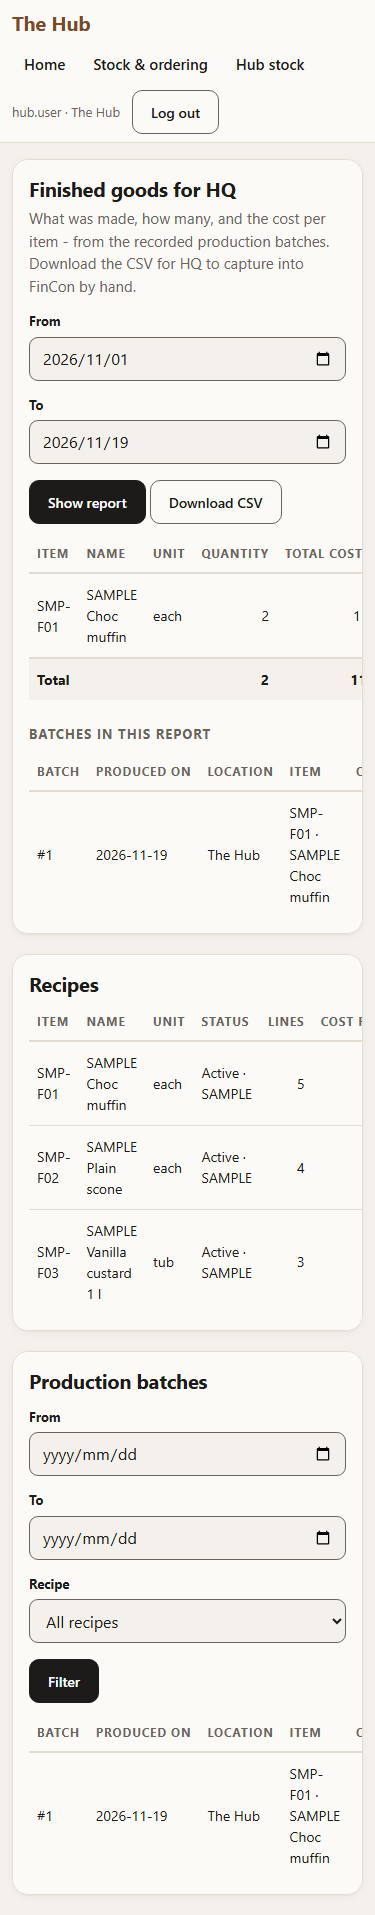 The Hub
Home Stock & ordering Hub stock
hub.user · The Hub Log out
Finished goods for HQ
What was made, how many, and the cost per
item - from the recorded production batches.
Download the CSV for HQ to capture into
FinCon by hand.
From
2026/11/01
To
2026/11/19
Show report Download CSV
ITEM NAME UNIT QUANTITY TOTAL COST
SMP-F01 SAMPLE Choc muffin each 2
Total 2
BATCHES IN THIS REPORT
BATCH PRODUCED ON LOCATION ITEM
#1 2026-11-19 The Hub SMP-F01 · SAMPLE Choc muffin
Recipes
ITEM NAME UNIT STATUS LINES COST
SMP-F01 SAMPLE Choc muffin each Active · SAMPLE 5
SMP-F02 SAMPLE Plain scone each Active · SAMPLE 4
SMP-F03 SAMPLE Vanilla custard 1 l tub Active · SAMPLE 3
Production batches
From
yyyy/mm/dd
To
yyyy/mm/dd
Recipe
All recipes
Filter
BATCH PRODUCED ON LOCATION ITEM
#1 2026-11-19 The Hub SMP-F01 · SAMPLE Choc muffin